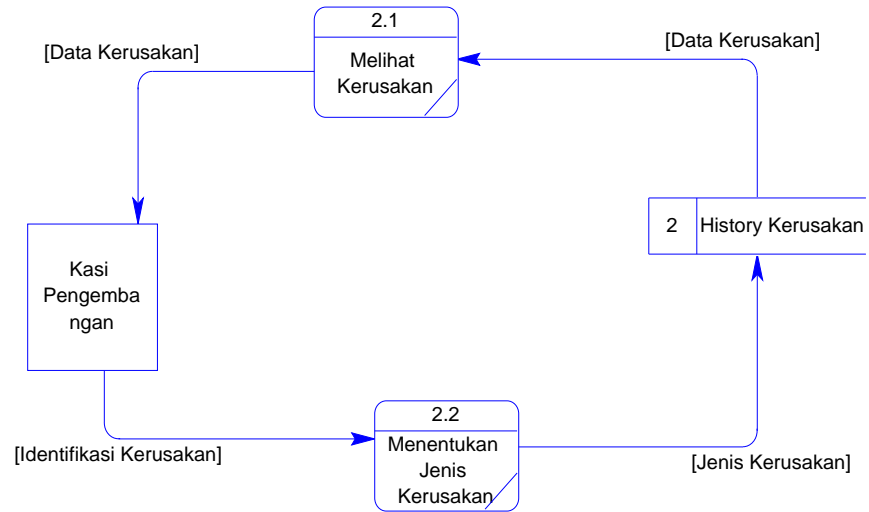 2.1
[Data Kerusakan]
[Data Kerusakan]
Melihat
Kerusakan
2
History Kerusakan
Kasi
Pengemba
ngan
2.2
[Identifikasi Kerusakan]
Menentukan
Jenis
Kerusakan
[Jenis Kerusakan]